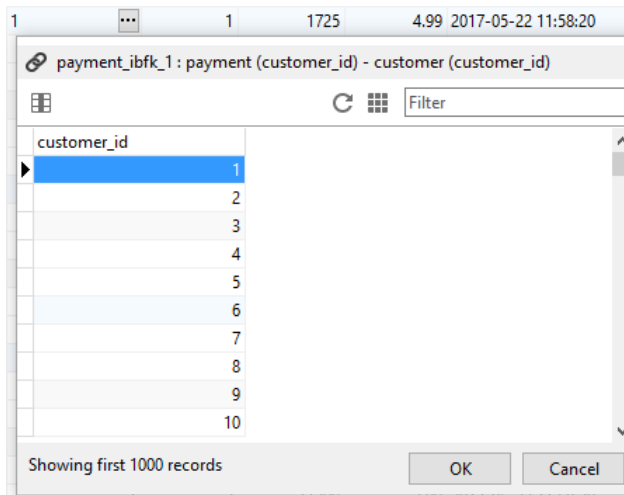 1 ... 1 1725 4.99 2017-05-22 11:58:20
payment_ibfk_1 : payment (customer_id) - customer (customer_id)
Filter
customer_id
1
2
3
4
5
6
7
8
9
10
Showing first 1000 records
OK Cancel